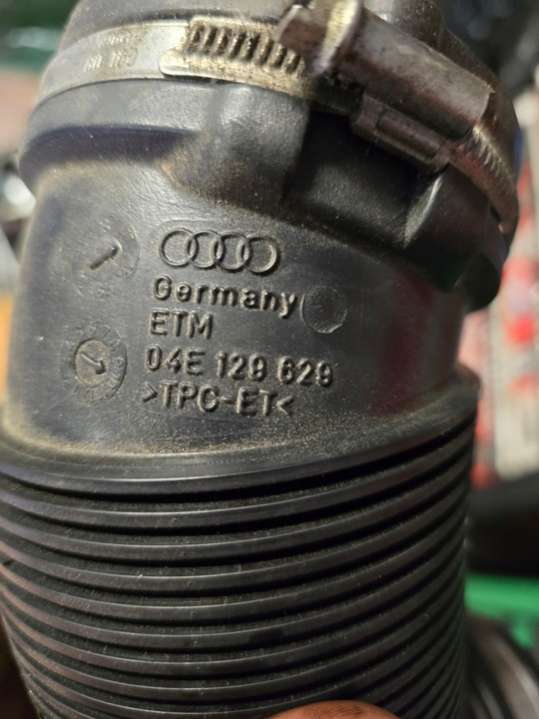 Germany
ETM
04E 129 629
>TPC-ET<